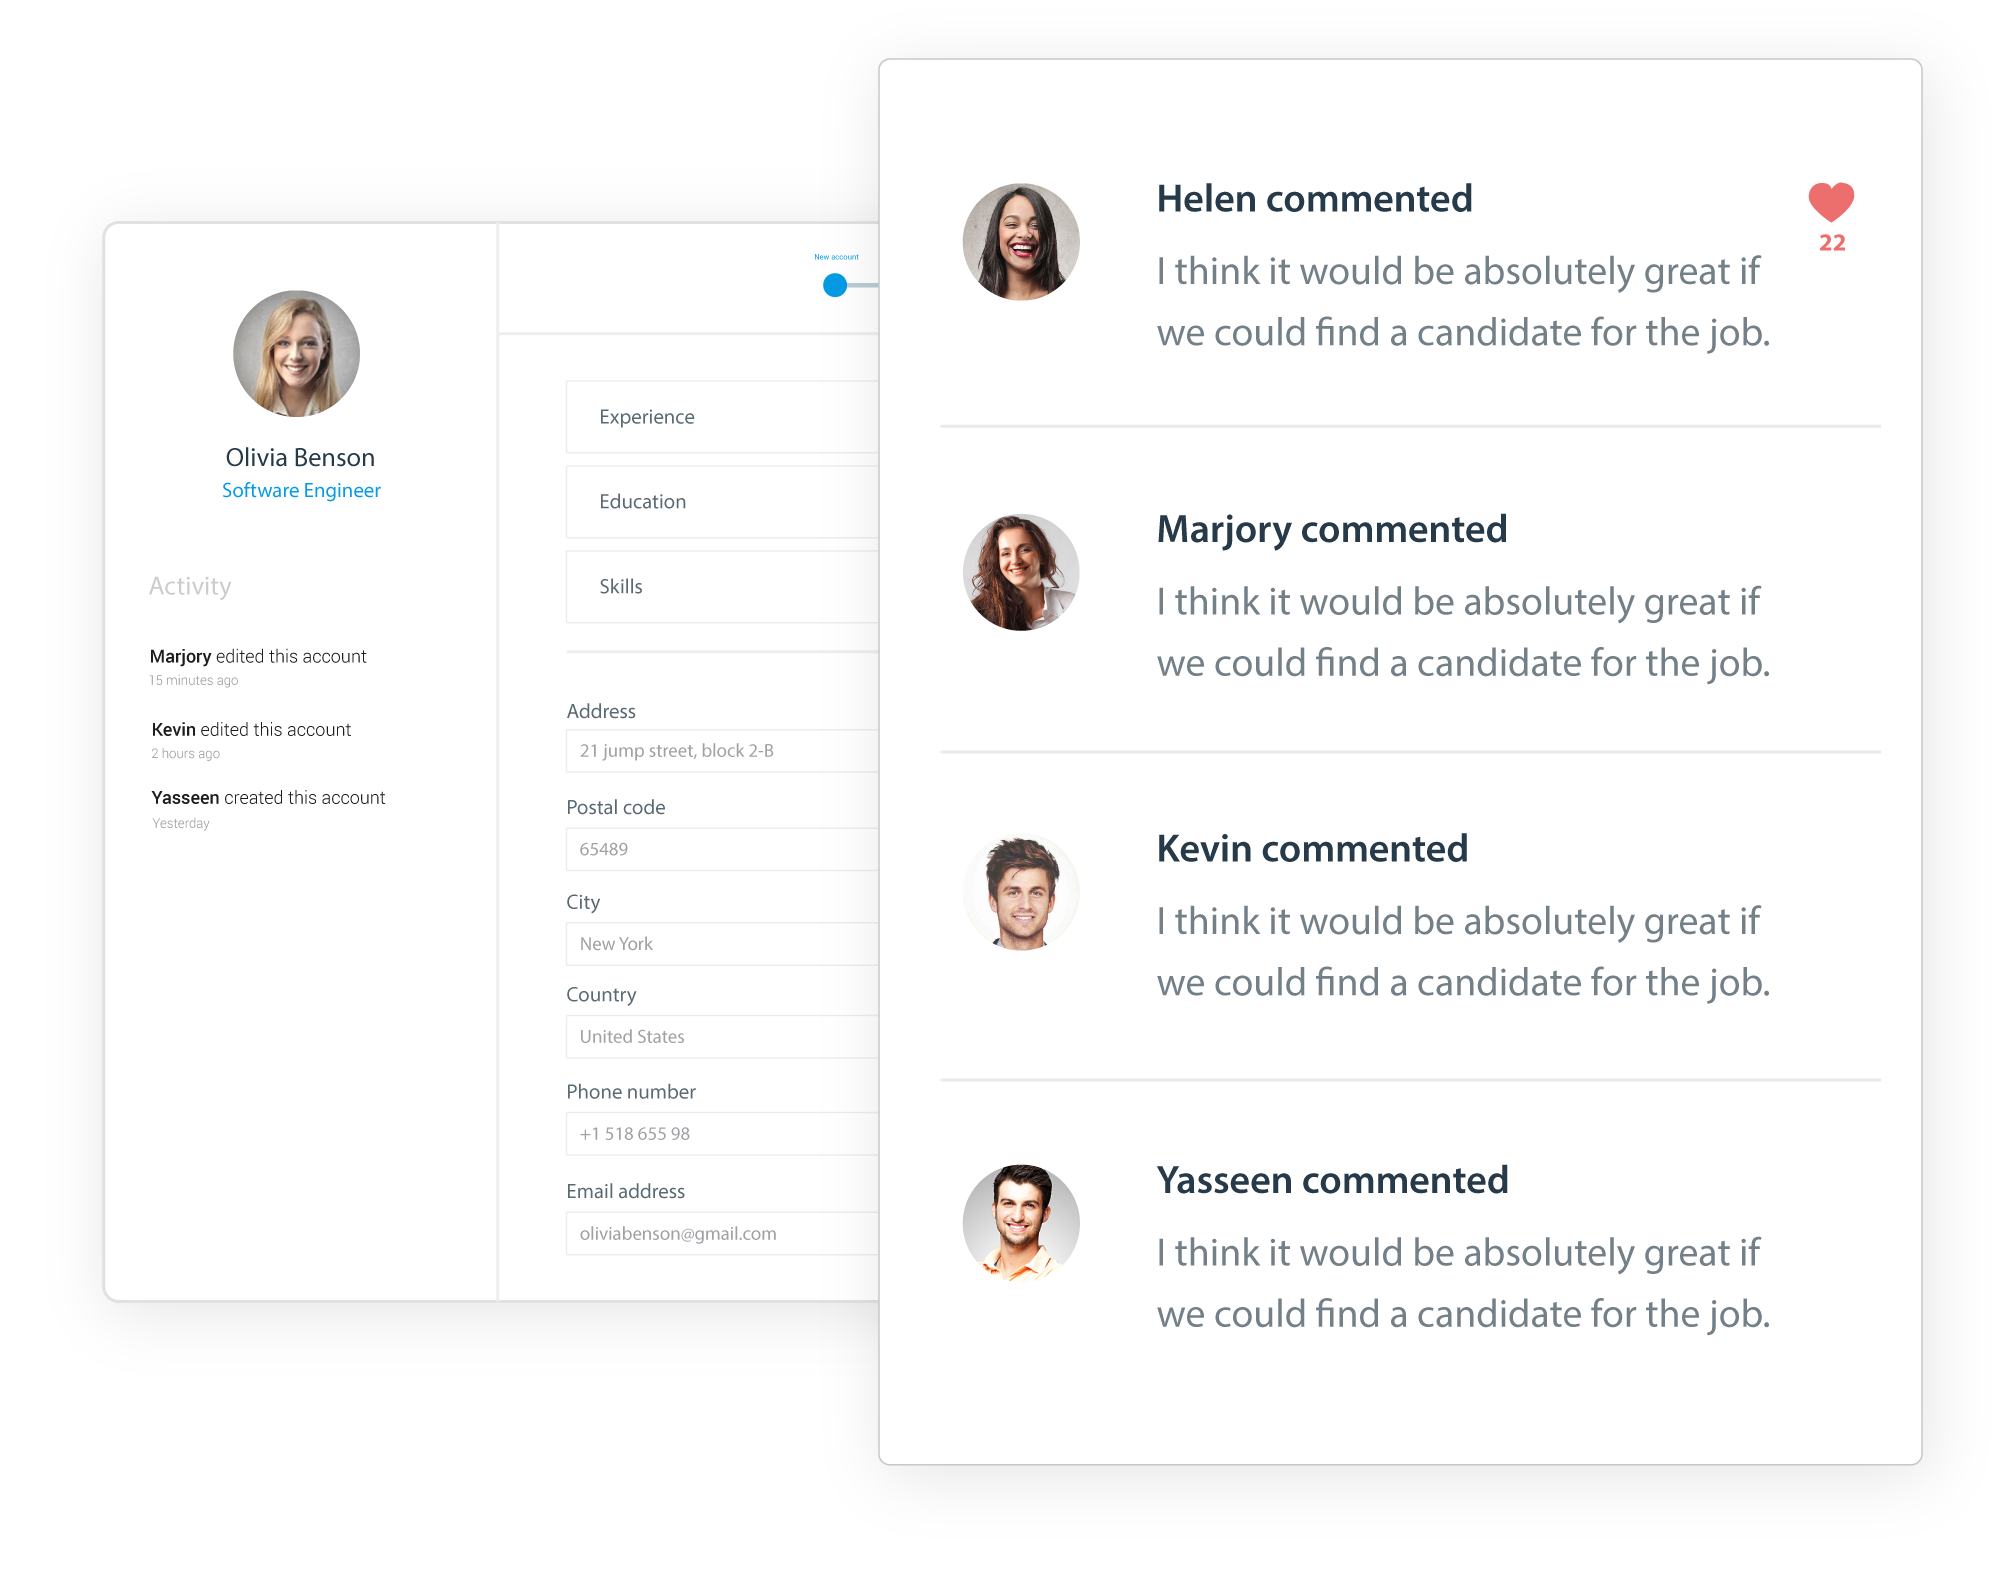 Olivia Benson
Software Engineer
Activity
Marjory edited this account
15 minutes ago
Kevin edited this account
2 hours ago
Yasseen created this account
Yesterday
New account
Experience
Education
Skills
Address
21 jump street, block 2-B
Postal code
65489
City
New York
Country
United States
Phone number
+1 518 655 98
Email address
oliviabenson@gmail.com
Helen commented
22
I think it would be absolutely great if
we could find a candidate for the job.
Marjory commented
I think it would be absolutely great if
we could find a candidate for the job.
Kevin commented
I think it would be absolutely great if
we could find a candidate for the job.
Yasseen commented
I think it would be absolutely great if
we could find a candidate for the job.